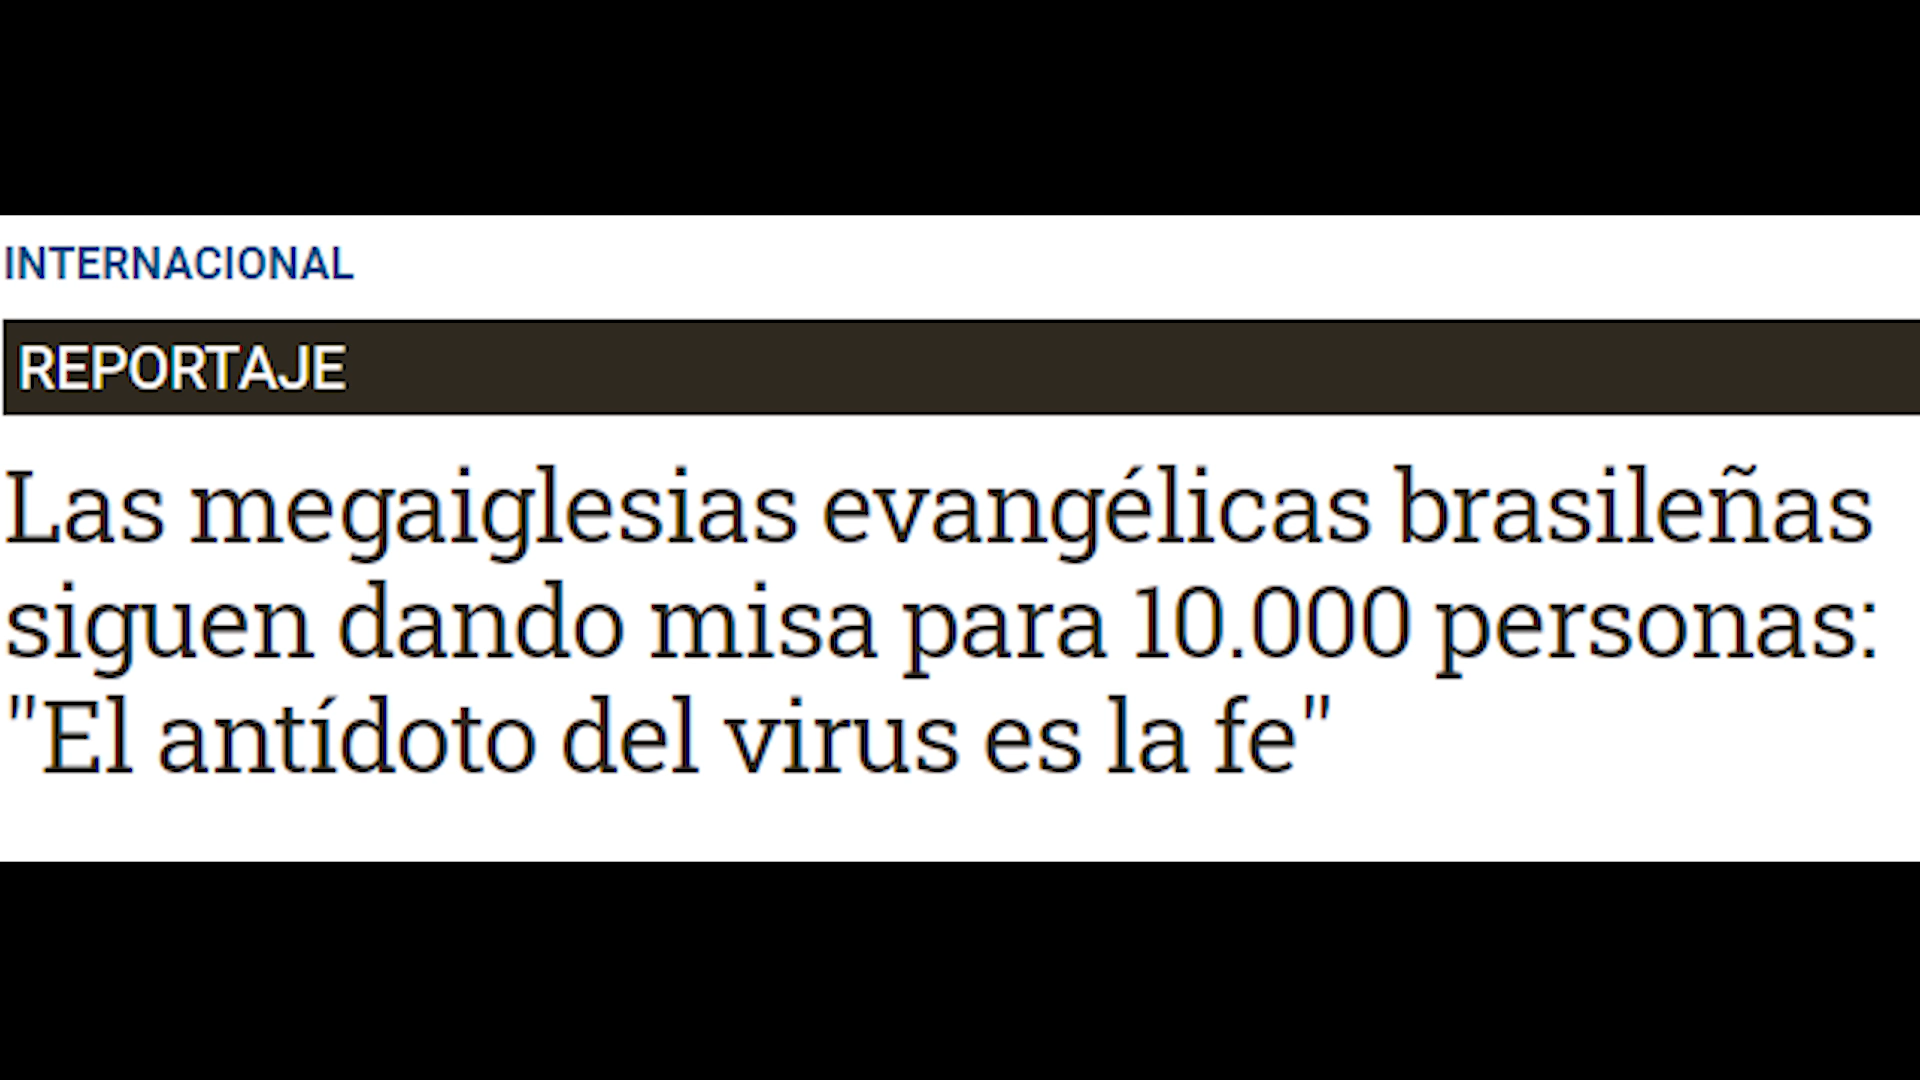 INTERNACIONAL
REPORTAJE
Las megaiglesias evangélicas brasileñas
siguen dando misa para 10.000 personas:
"El antídoto del virus es la fe"